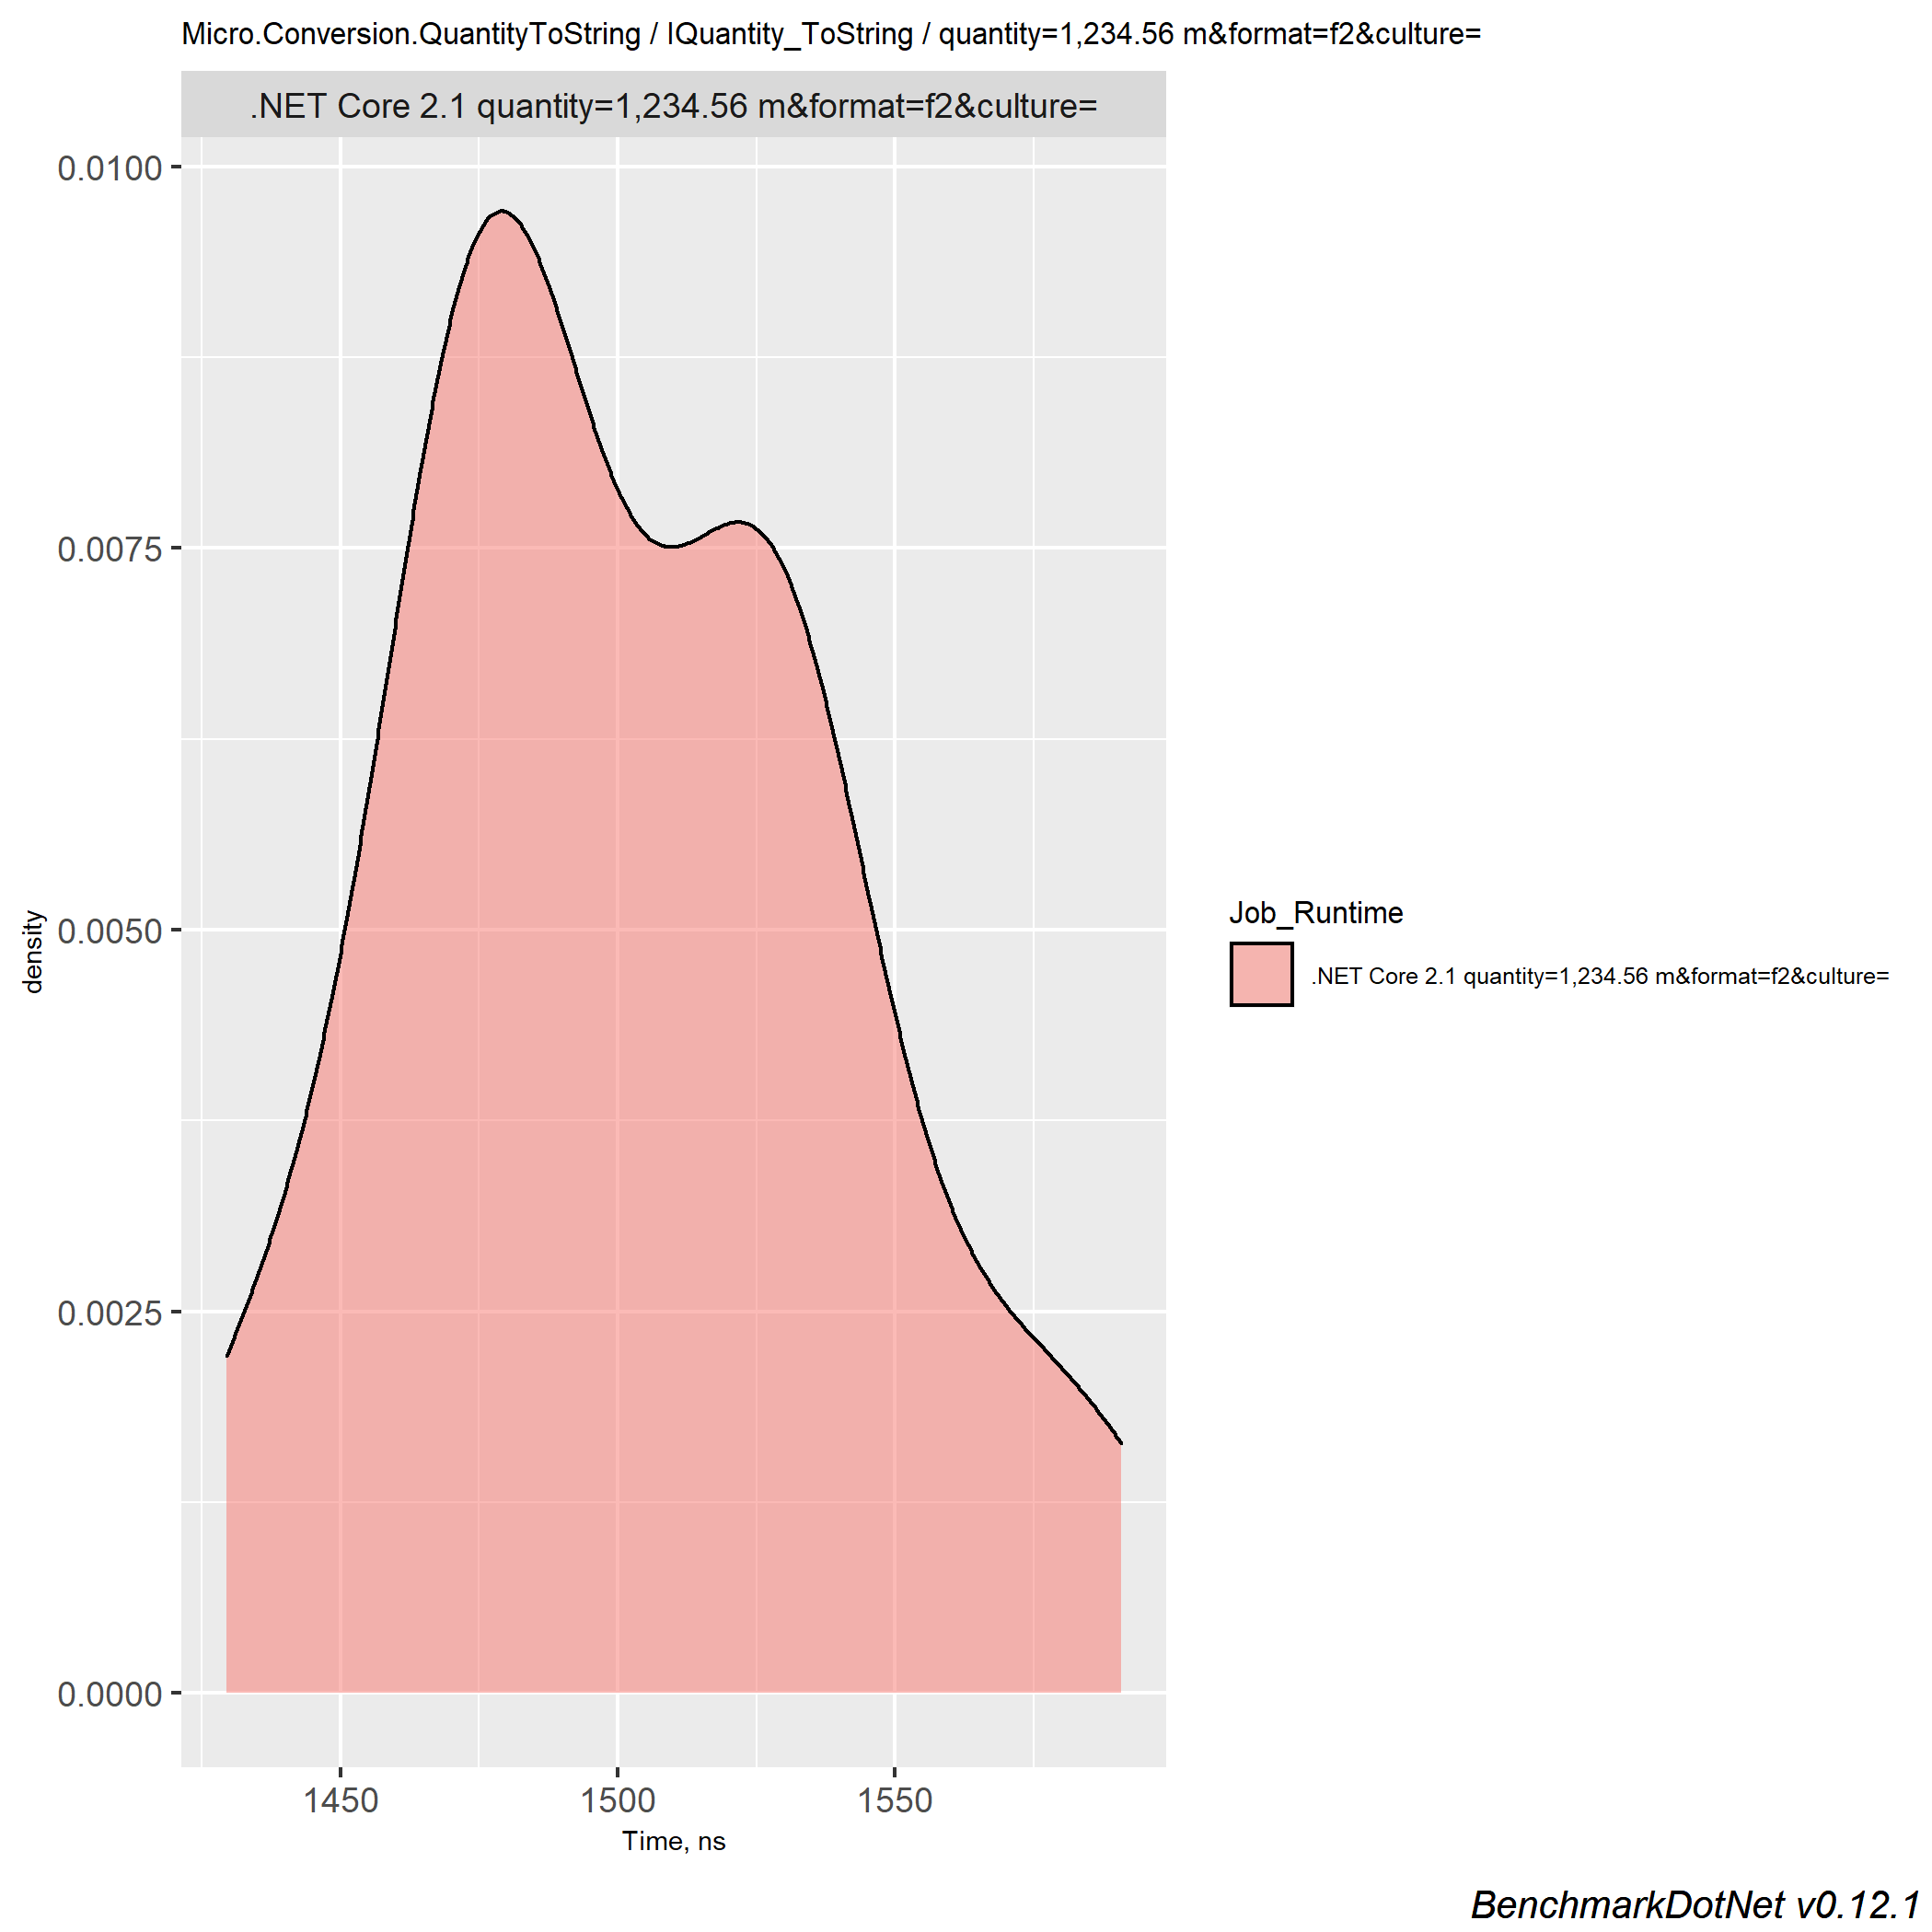 Micro.Conversion.QuantityToString / IQuantity_ToString / quantity=1,234.56 m&format=f2&culture=
.NET Core 2.1 quantity=1,234.56 m&format=f2&culture=
0.0100
0.0075
0.0050
0.0025
0.0000
density
1450 1500 1550
Time, ns
Job_Runtime
.NET Core 2.1 quantity=1,234.56 m&format=f2&culture=
BenchmarkDotNet v0.12.1